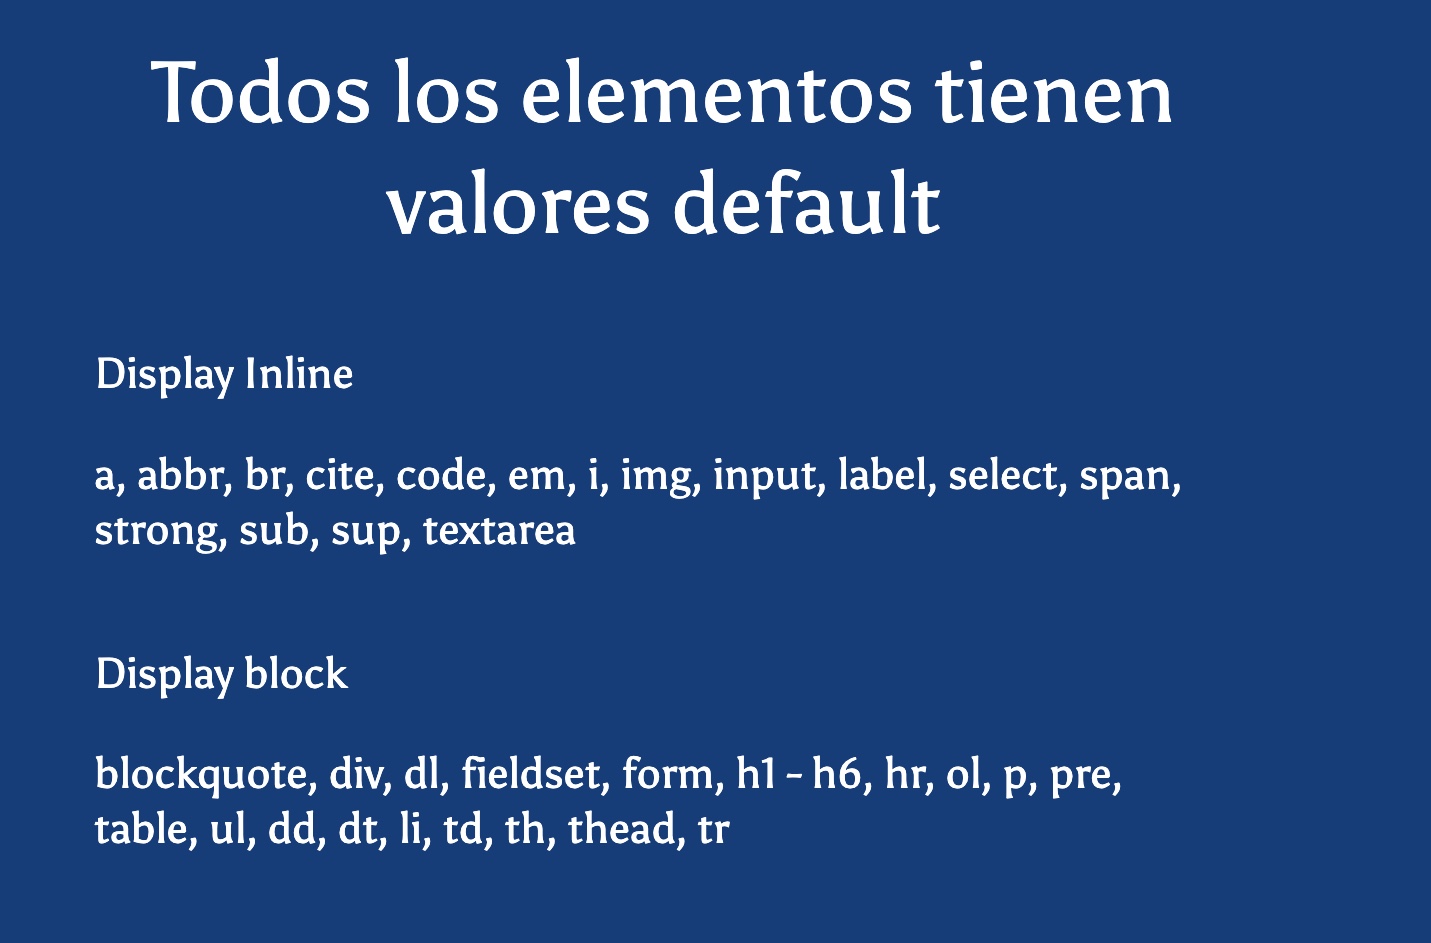 Todos los elementos tienen
valores default
Display Inline
a, abbr, br, cite, code, em, i, img, input, label, select, span,
strong, sub, sup, textarea
Display block
blockquote, div, dl, fieldset, form, h1 - h6, hr, ol, p, pre,
table, ul, dd, dt, li, td, th, thead, tr